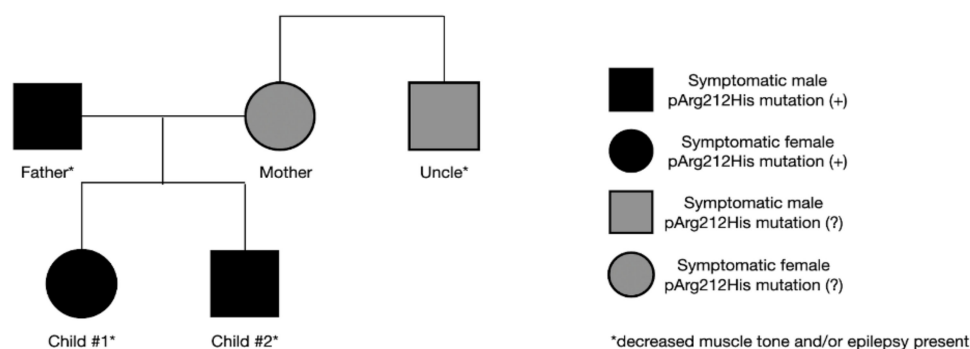 Father*
Mother
Uncle*
Child #1*
Child #2*
Symptomatic male
pArg212His mutation (+)
Symptomatic female
pArg212His mutation (+)
Symptomatic male
pArg212His mutation (?)
Symptomatic female
pArg212His mutation (?)
*decreased muscle tone and/or epilepsy present